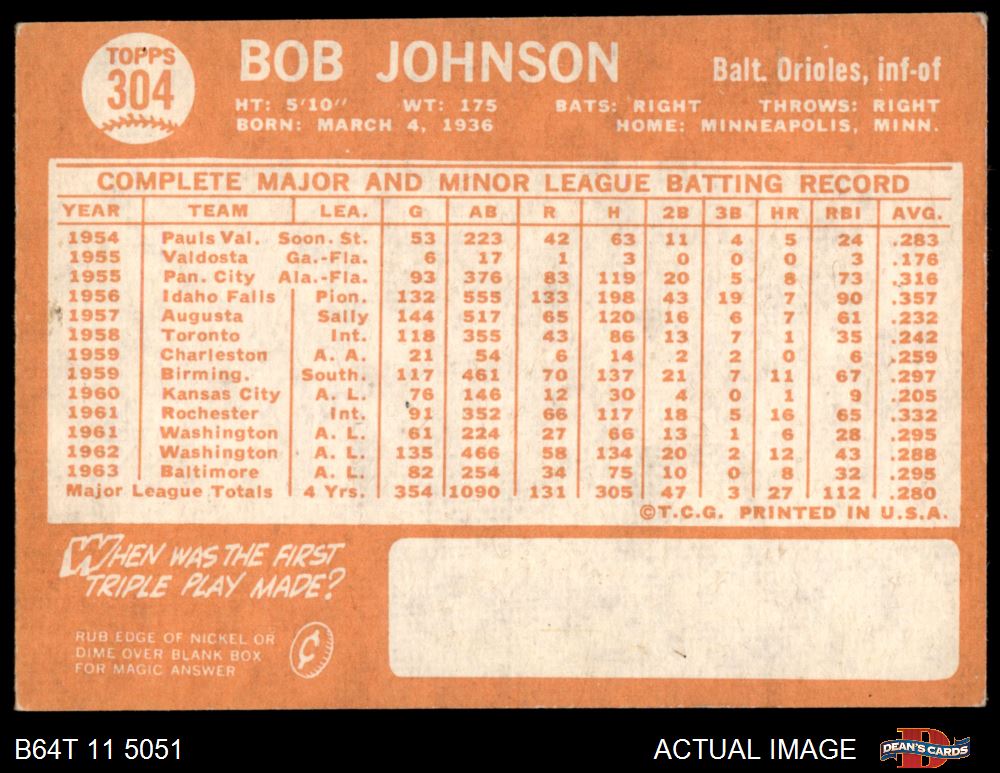 TOPPS
304
BOB JOHNSON
Balt. Orioles, inf-of
HT: 5'10" WT: 175 BATS: RIGHT THROWS: RIGHT
BORN: MARCH 4, 1936 HOME: MINNEAPOLIS, MINN.
COMPLETE MAJOR AND MINOR LEAGUE BATTING RECORD
YEAR TEAM LEA. G AB R H 2B 3B HR RBI AVG.
1954 Pauls Val. Soon. St. 53 223 42 63 11 4 5 24 .283
1955 Valdosta Ga.-Fla. 6 17 1 3 0 0 0 3 .176
1955 Pan. City Ala.-Fla. 93 376 83 119 20 5 8 73 .316
1956 Idaho Falls Pion. 132 555 133 198 43 19 7 90 .357
1957 Augusta Sally 144 517 65 120 16 6 7 61 .232
1958 Toronto Int. 118 355 43 86 13 7 1 35 .242
1959 Charleston A. A. 21 54 6 14 2 2 0 6 .259
1959 Birming. South. 117 461 70 137 21 7 11 67 .297
1960 Kansas City A. L. 76 146 12 30 4 0 1 9 .205
1961 Rochester Int. 91 352 66 117 18 5 16 65 .332
1961 Washington A. L. 61 224 27 66 13 1 6 28 .295
1962 Washington A. L. 135 466 58 134 20 2 12 43 .288
1963 Baltimore A. L. 82 254 34 75 10 0 8 32 .295
Major League Totals 4 Yrs. 354 1090 131 305 47 3 27 112 .280
©T.C.G. PRINTED IN U.S.A.
WHEN WAS THE FIRST
TRIPLE PLAY MADE?
RUB EDGE OF NICKEL OR
DIME OVER BLANK BOX
FOR MAGIC ANSWER
¢
B64T 11 5051
ACTUAL IMAGE
DEAN'S CARDS